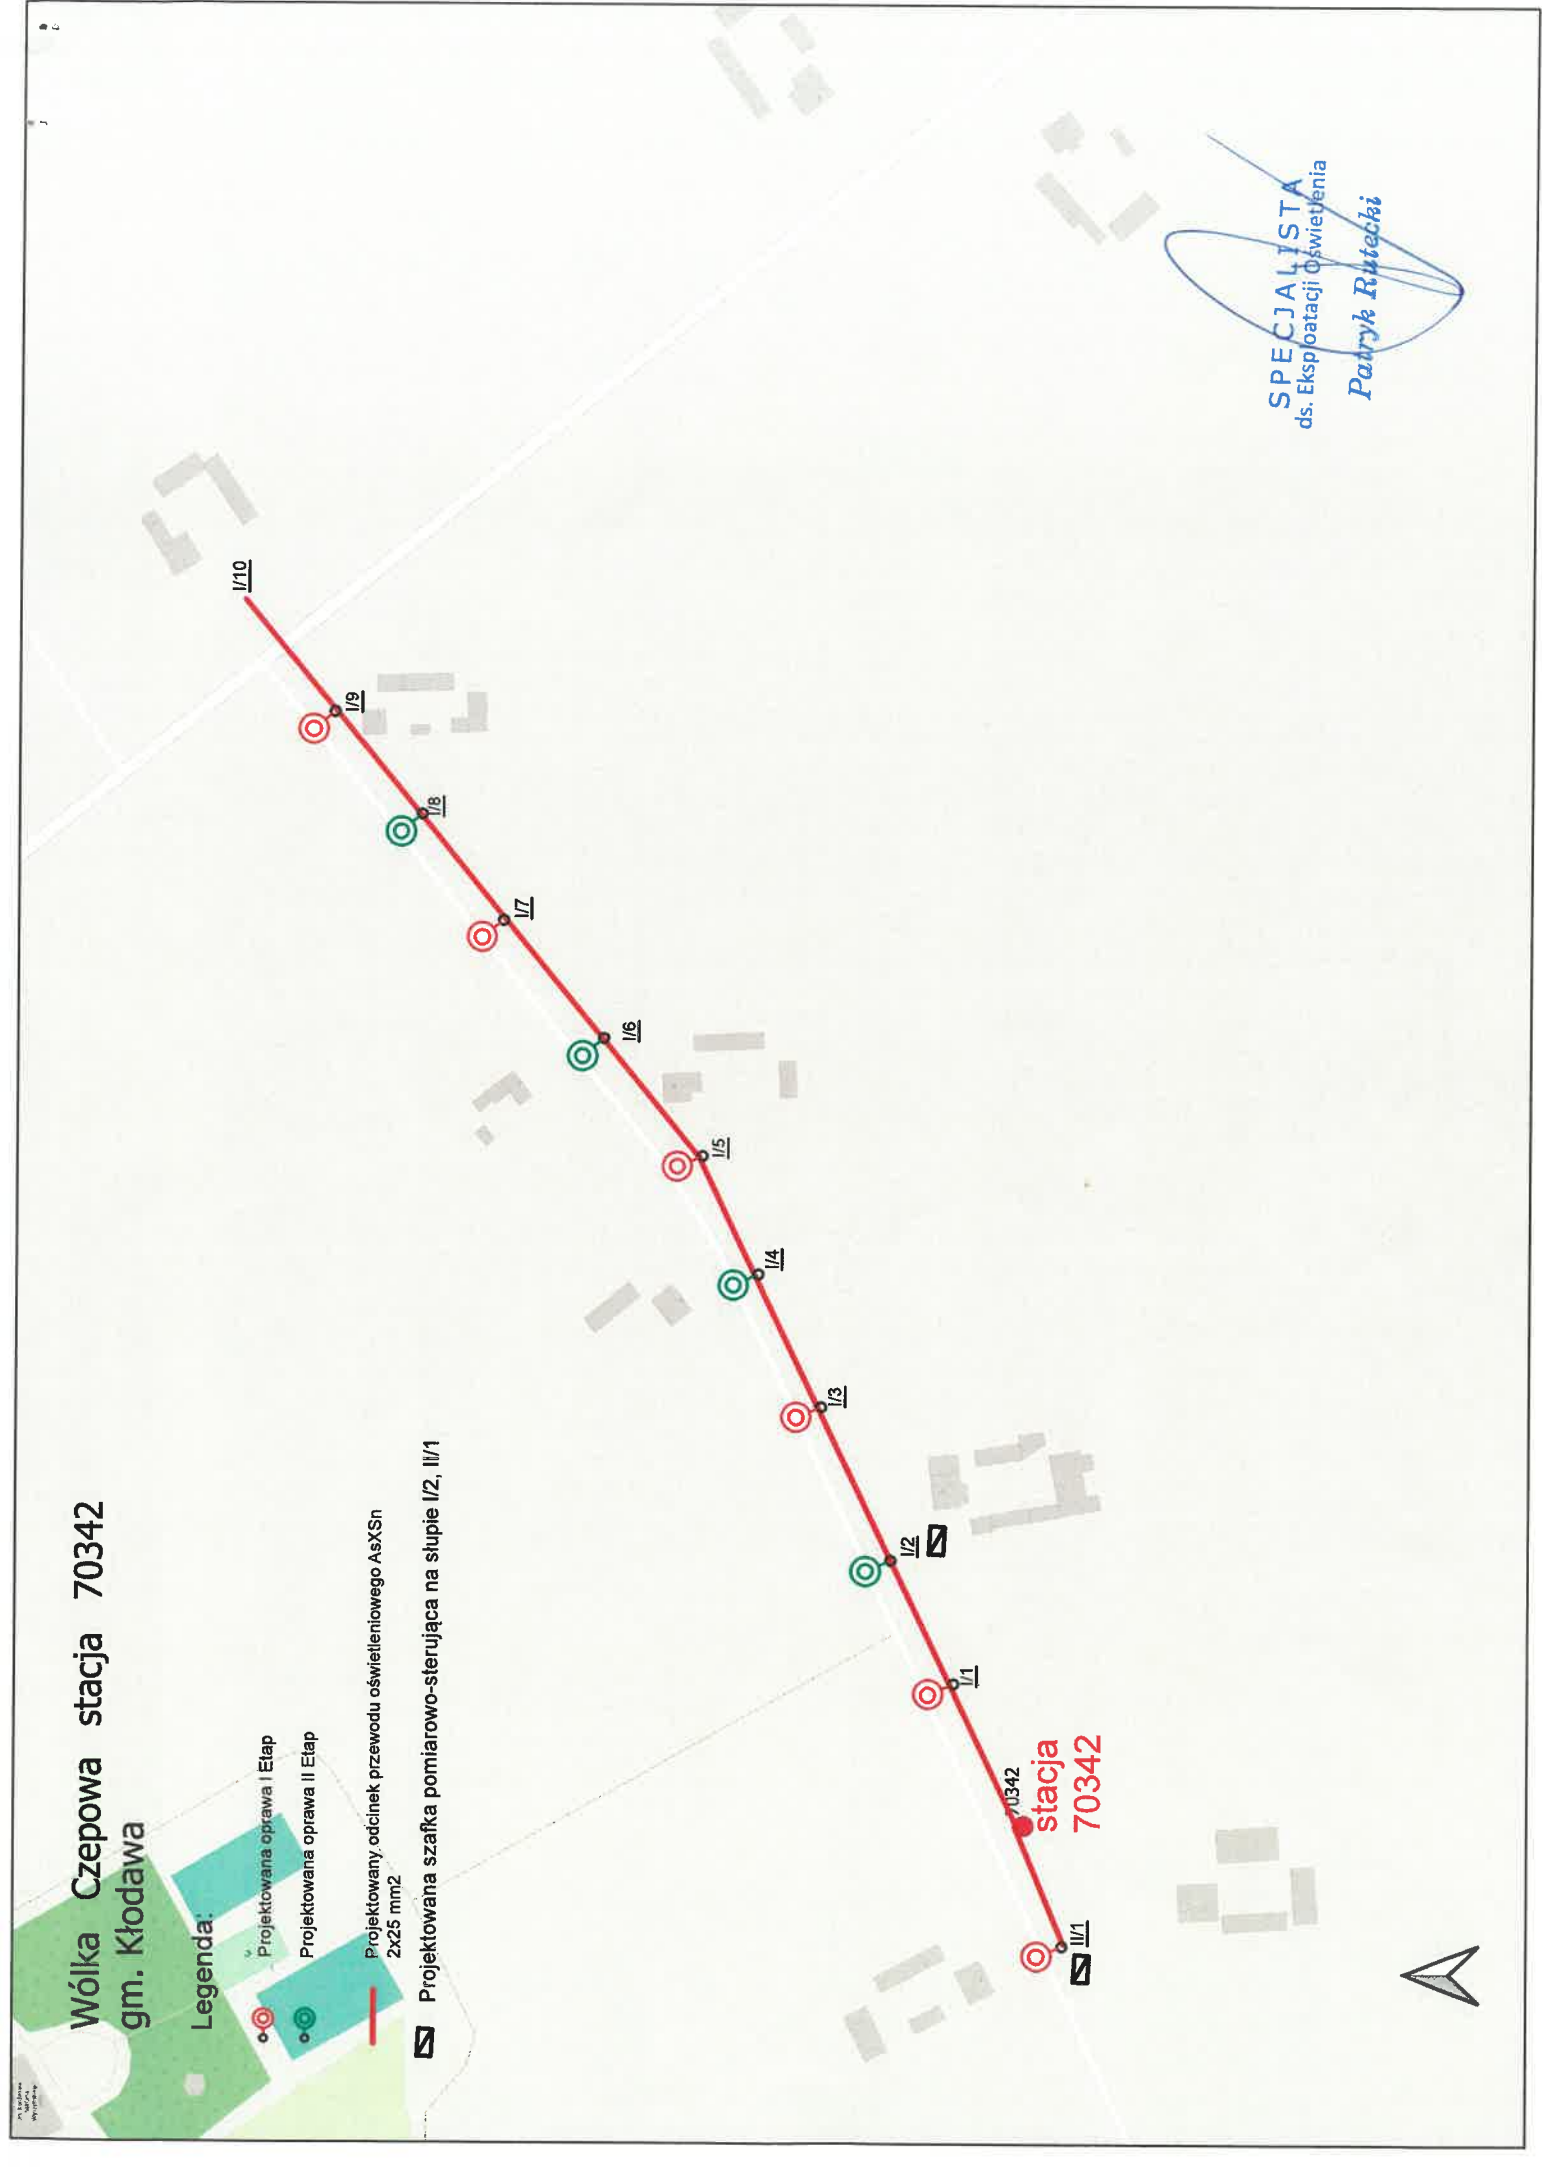 Wólka Czepowa stacja 70342
gm. Kłodawa
Legenda:
Projektowana oprawa I Etap
Projektowana oprawa II Etap
Projektowany odcinek przewodu oświetleniowego AsXSn
2x25 mm2
Projektowana szafka pomiarowo-sterująca na słupie I/2, II/1
II/1
70342
stacja
70342
I/1
I/2
I/3
I/4
I/5
I/6
I/7
I/8
I/9
I/10
SPECJALISTA
ds. Eksploatacji Oświetlenia
Patryk Rutecki